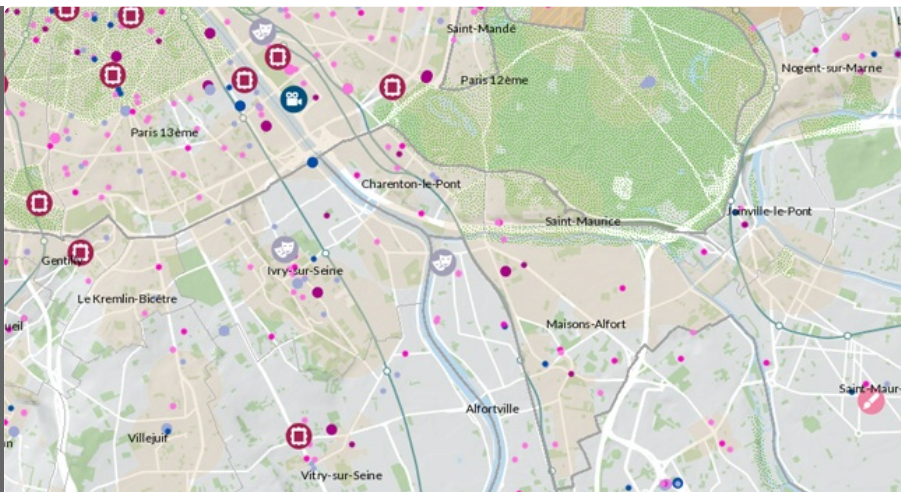 Saint-Mandé
Nogent-sur-Marne
Paris 12ème
Paris 13ème
Charenton-le-Pont
Saint-Maurice
Joinville-le-Pont
Gentilly
Ivry-sur-Seine
Le Kremlin-Bicêtre
ueil
Maisons-Alfort
Saint-Maur-
Alfortville
Villejuif
Vitry-sur-Seine